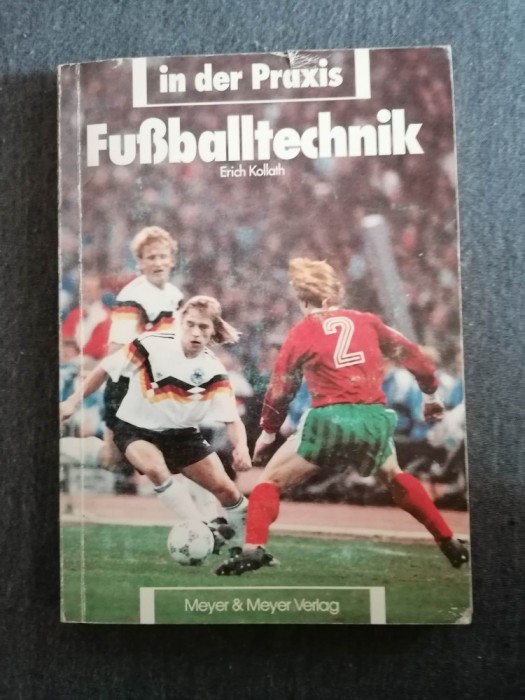 in der Praxis
Fußballtechnik
Erich Kollath
2
Meyer & Meyer Verlag